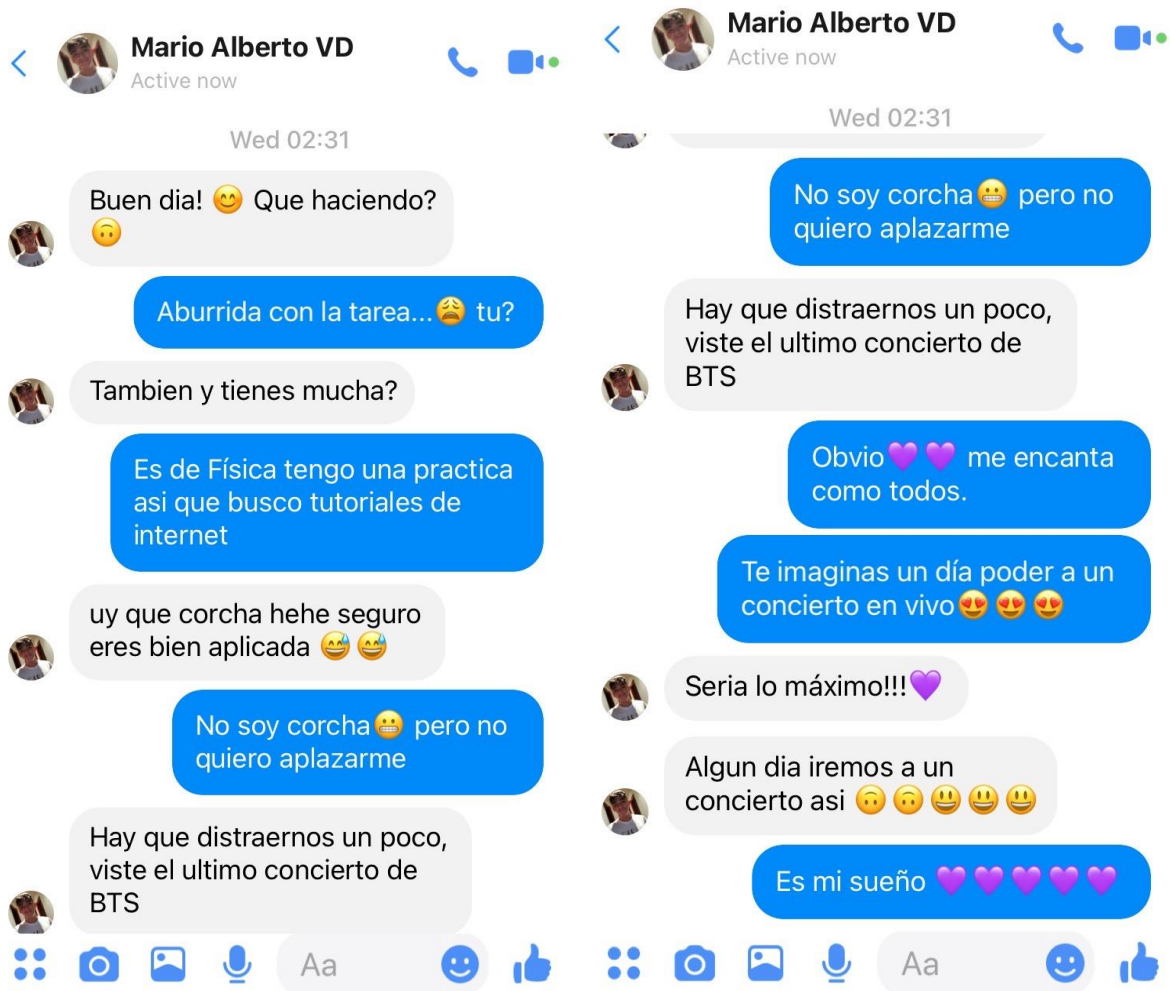 Mario Alberto VD
Active now
Wed 02:31
Buen dia! 😊 Que haciendo?
🙃
Aburrida con la tarea...😩 tu?
Tambien y tienes mucha?
Es de Física tengo una practica
asi que busco tutoriales de
internet
uy que corcha hehe seguro
eres bien aplicada 😅😅
No soy corcha😬 pero no
quiero aplazarme
Hay que distraernos un poco,
viste el ultimo concierto de
BTS
Aa
Mario Alberto VD
Active now
Wed 02:31
No soy corcha😬 pero no
quiero aplazarme
Hay que distraernos un poco,
viste el ultimo concierto de
BTS
Obvio💜💜 me encanta
como todos.
Te imaginas un día poder a un
concierto en vivo😍😍😍
Seria lo máximo!!!💜
Algun dia iremos a un
concierto asi 🙃🙃😃😃😃
Es mi sueño 💜💜💜💜💜
Aa